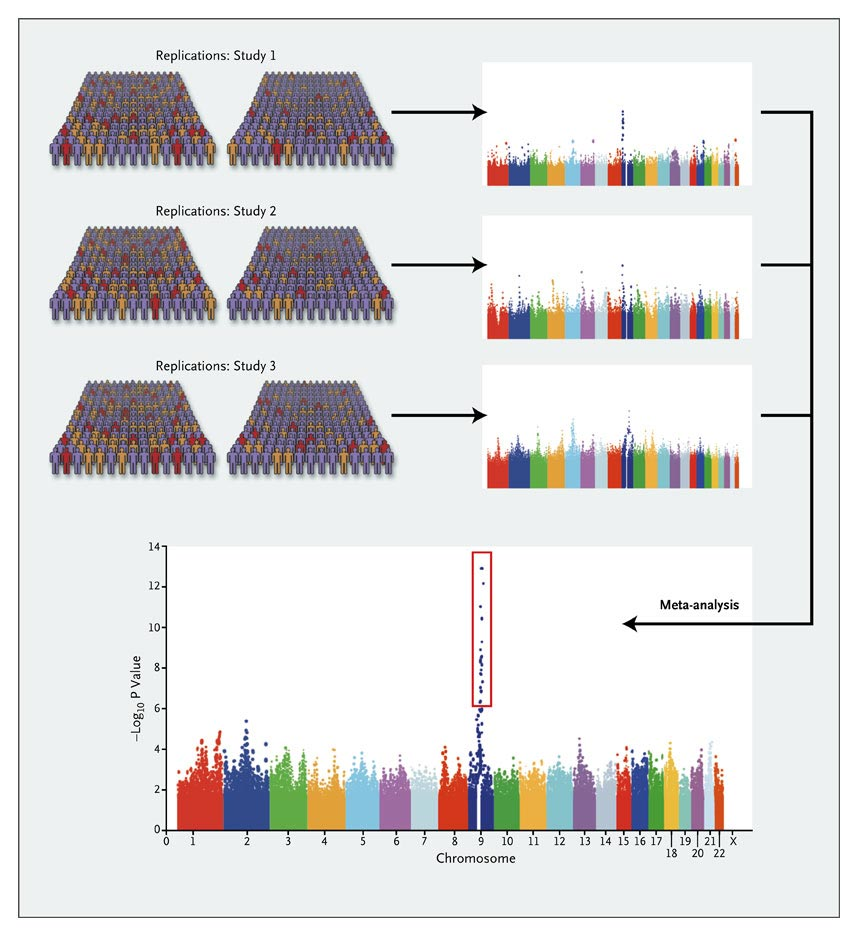 Replications: Study 1
Replications: Study 2
Replications: Study 3
Meta-analysis
−Log10 P Value
14
12
10
8
6
4
2
0
0 1 2 3 4 5 6 7 8 9 10 11 12 13 14 15 16 17 19 21 X
18 20 22
Chromosome